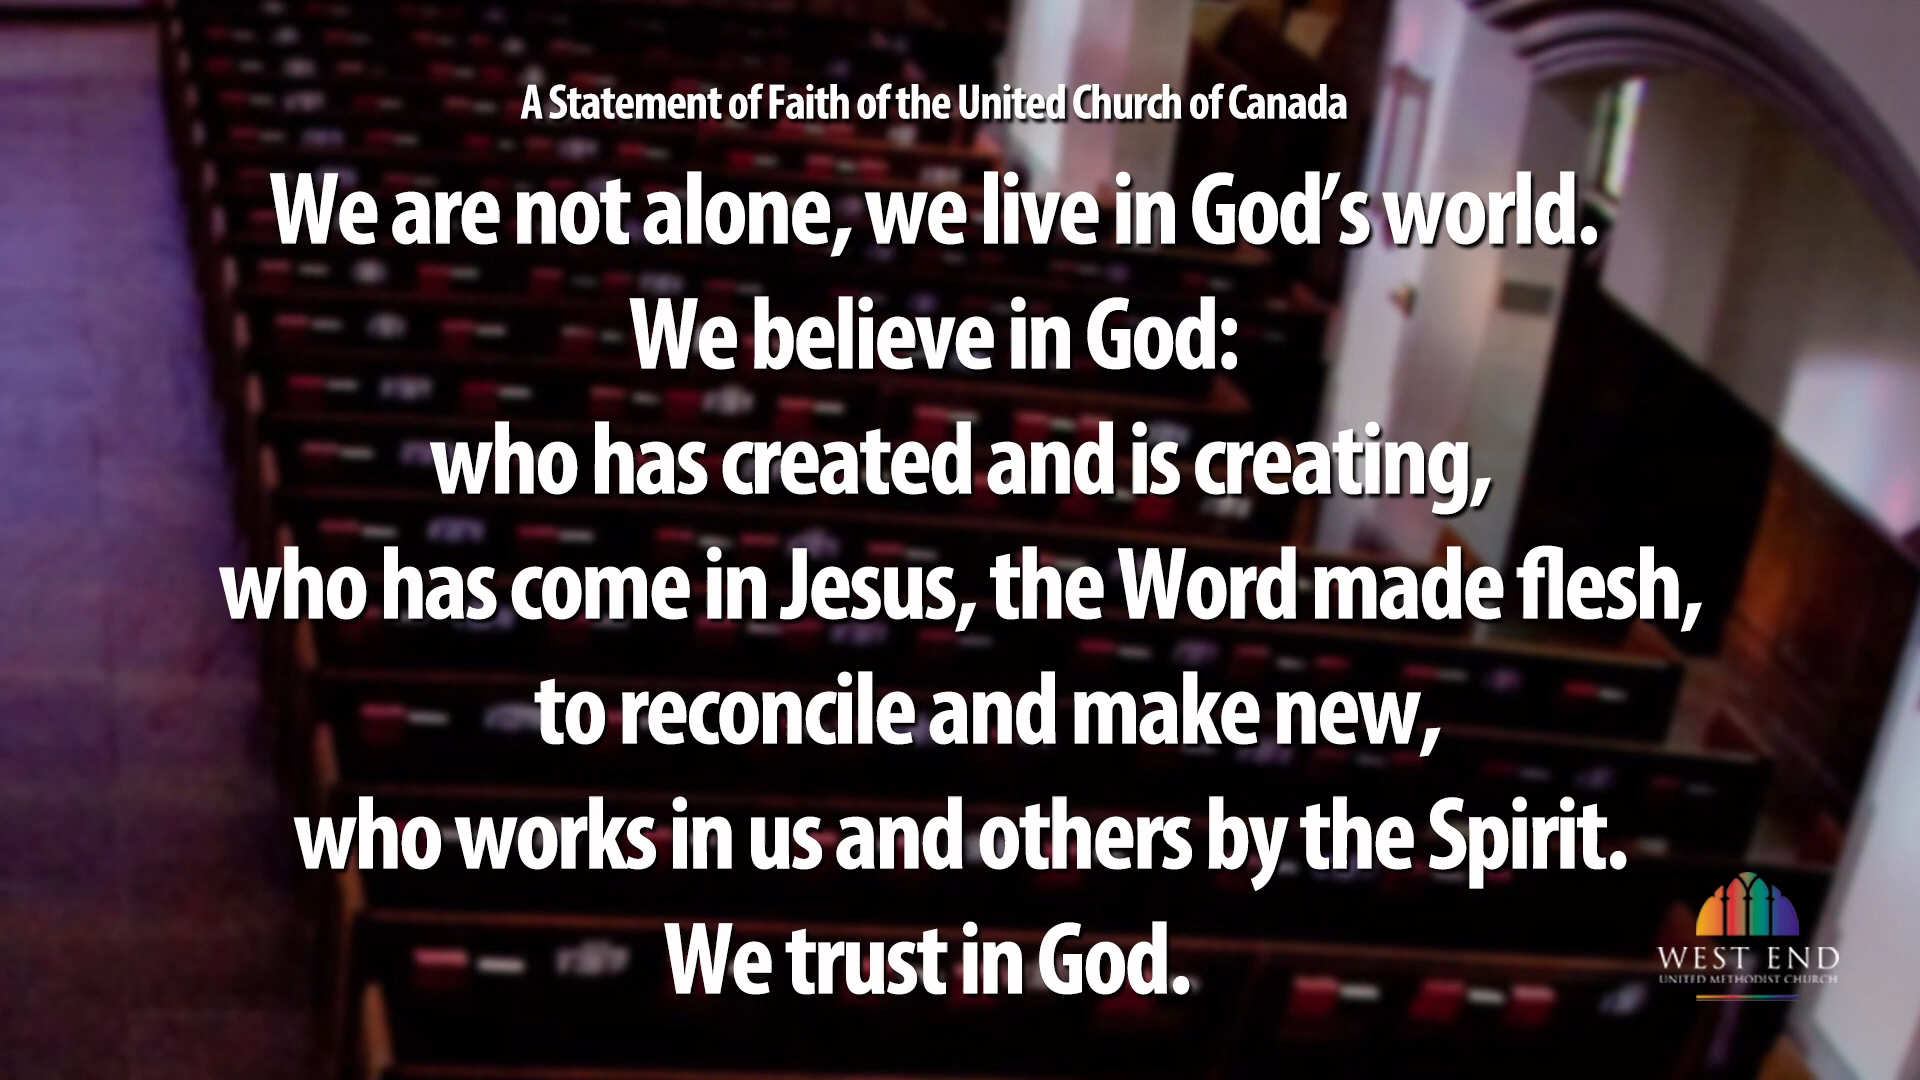 A Statement of Faith of the United Church of Canada
We are not alone, we live in God’s world.
We believe in God:
who has created and is creating,
who has come in Jesus, the Word made flesh,
to reconcile and make new,
who works in us and others by the Spirit.
We trust in God.
WEST END
UNITED METHODIST CHURCH